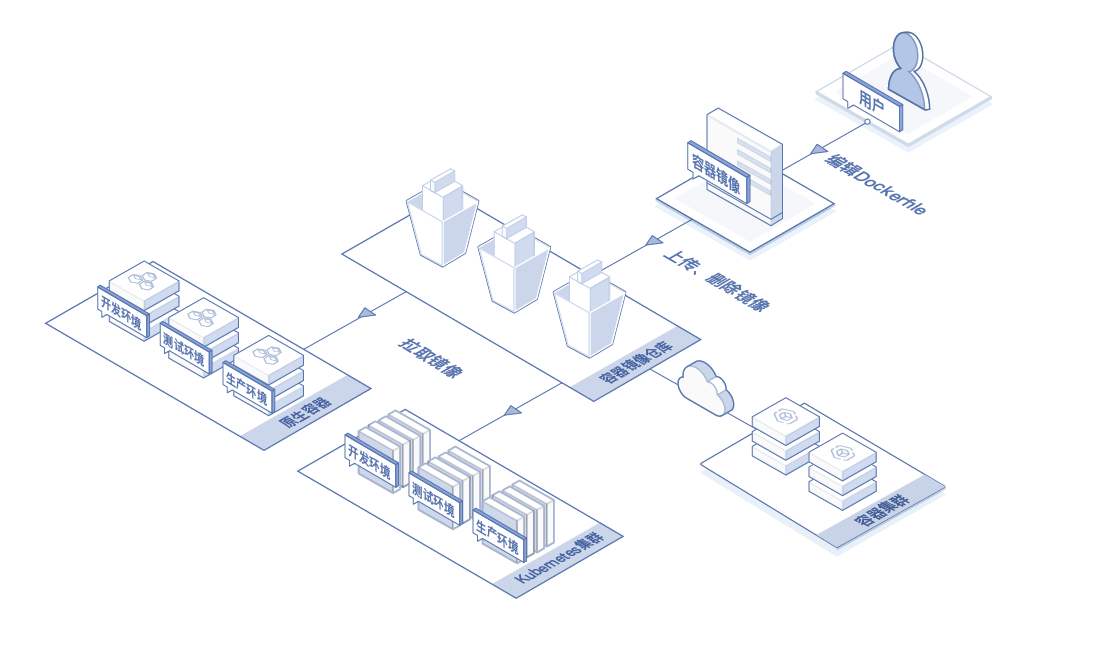 用户
编辑Dockerfile
容器镜像
上传、删除镜像
容器镜像仓库
拉取镜像
开发环境
测试环境
生产环境
原生容器
开发环境
测试环境
生产环境
Kubernetes集群
容器集群